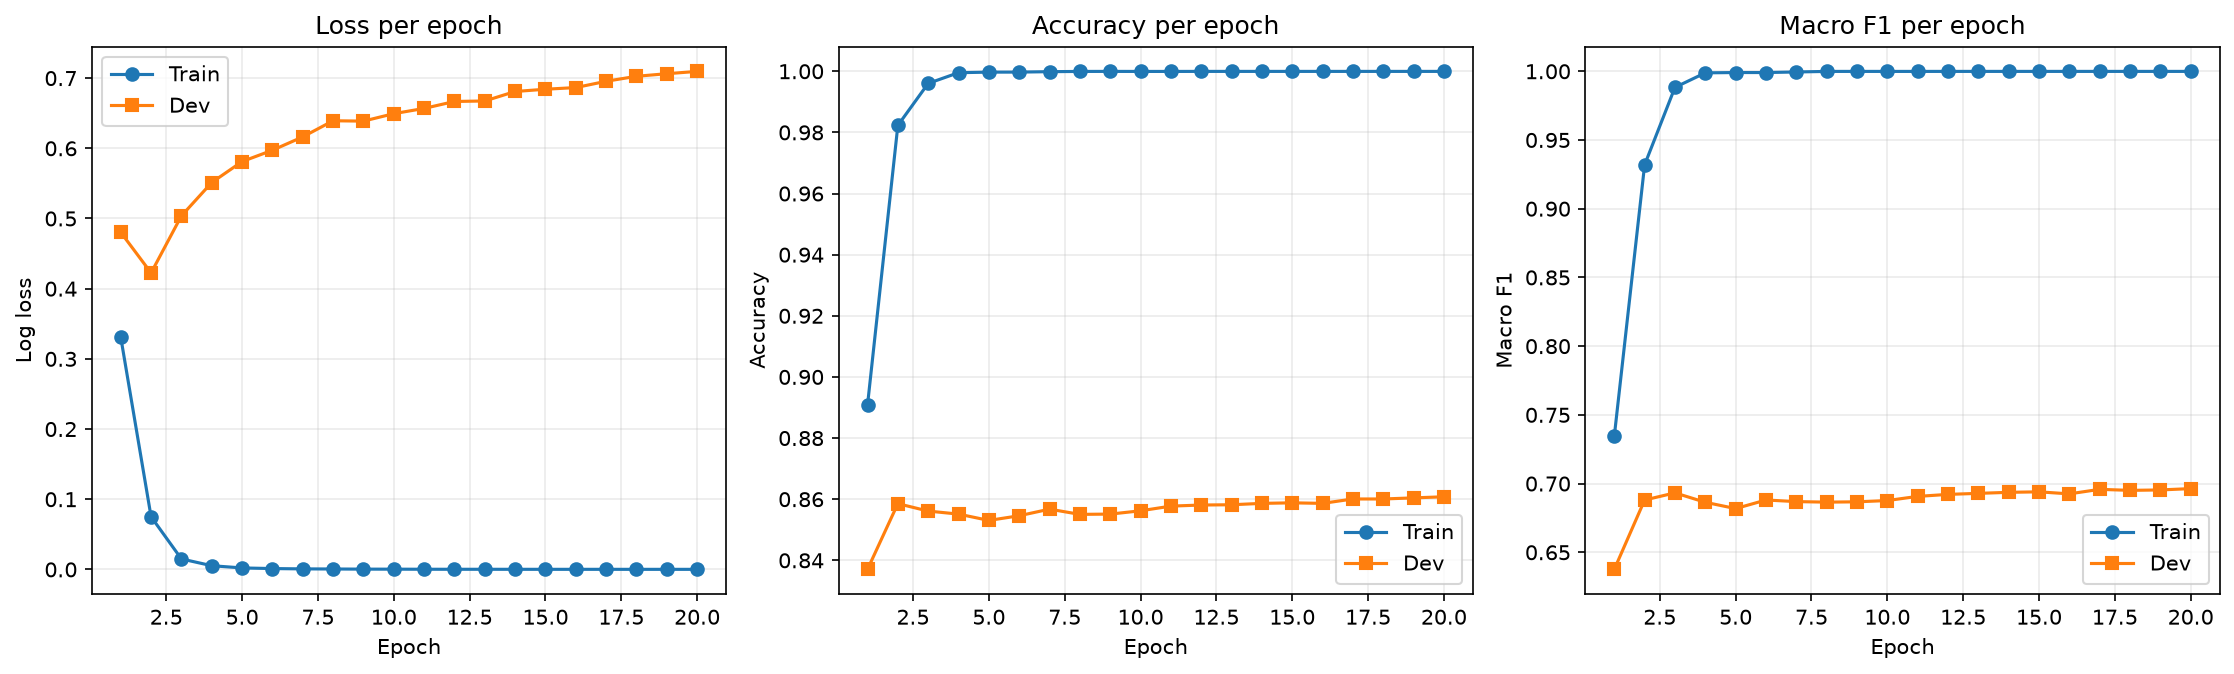 Loss per epoch
Log loss
0.7
0.6
0.5
0.4
0.3
0.2
0.1
0.0
Train
Dev
2.5 5.0 7.5 10.0 12.5 15.0 17.5 20.0
Epoch
Accuracy per epoch
Accuracy
1.00
0.98
0.96
0.94
0.92
0.90
0.88
0.86
0.84
Train
Dev
2.5 5.0 7.5 10.0 12.5 15.0 17.5 20.0
Epoch
Macro F1 per epoch
Macro F1
1.00
0.95
0.90
0.85
0.80
0.75
0.70
0.65
Train
Dev
2.5 5.0 7.5 10.0 12.5 15.0 17.5 20.0
Epoch